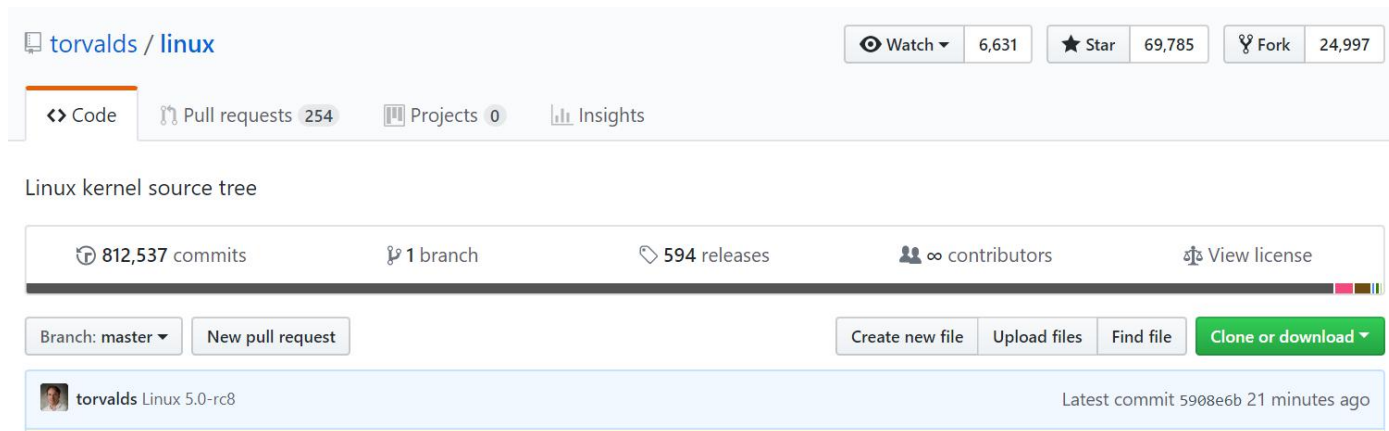 torvalds / linux Watch 6,631 Star 69,785 Fork 24,997
Code Pull requests 254 Projects 0 Insights
Linux kernel source tree
812,537 commits 1 branch 594 releases ∞ contributors View license
Branch: master New pull request Create new file Upload files Find file Clone or download
torvalds Linux 5.0-rc8 Latest commit 5908e6b 21 minutes ago